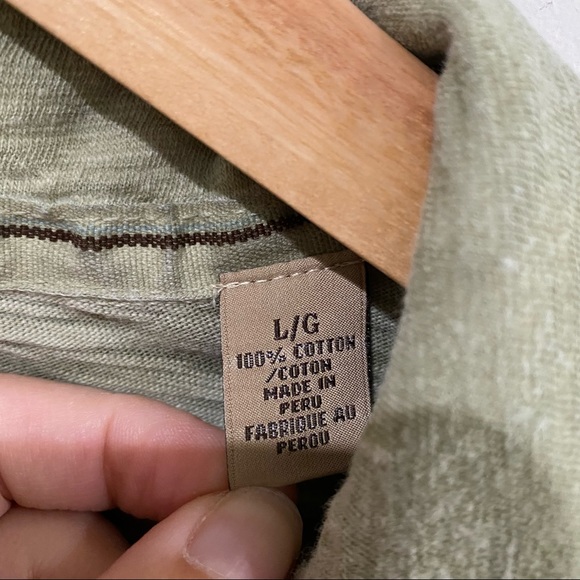 L/G
100% COTTON
/COTON
MADE IN
PERU
FABRIQUE AU
PEROU